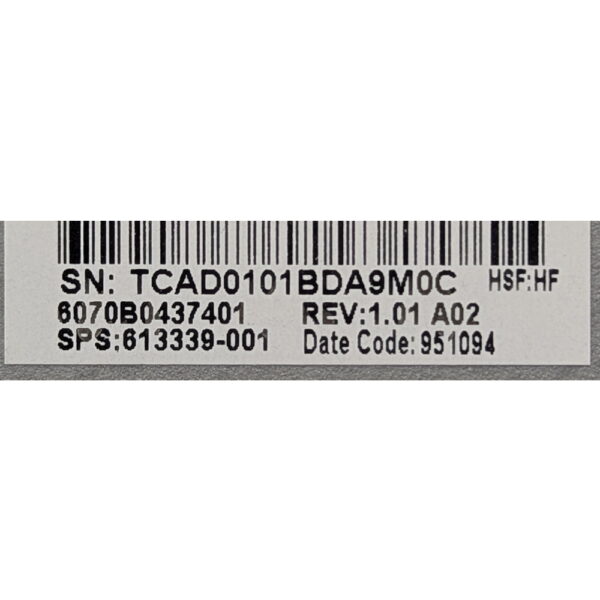 SN: TCAD0101BDA9M0C HSF:HF
6070B0437401 REV:1.01 A02
SPS:613339-001 Date Code: 951094